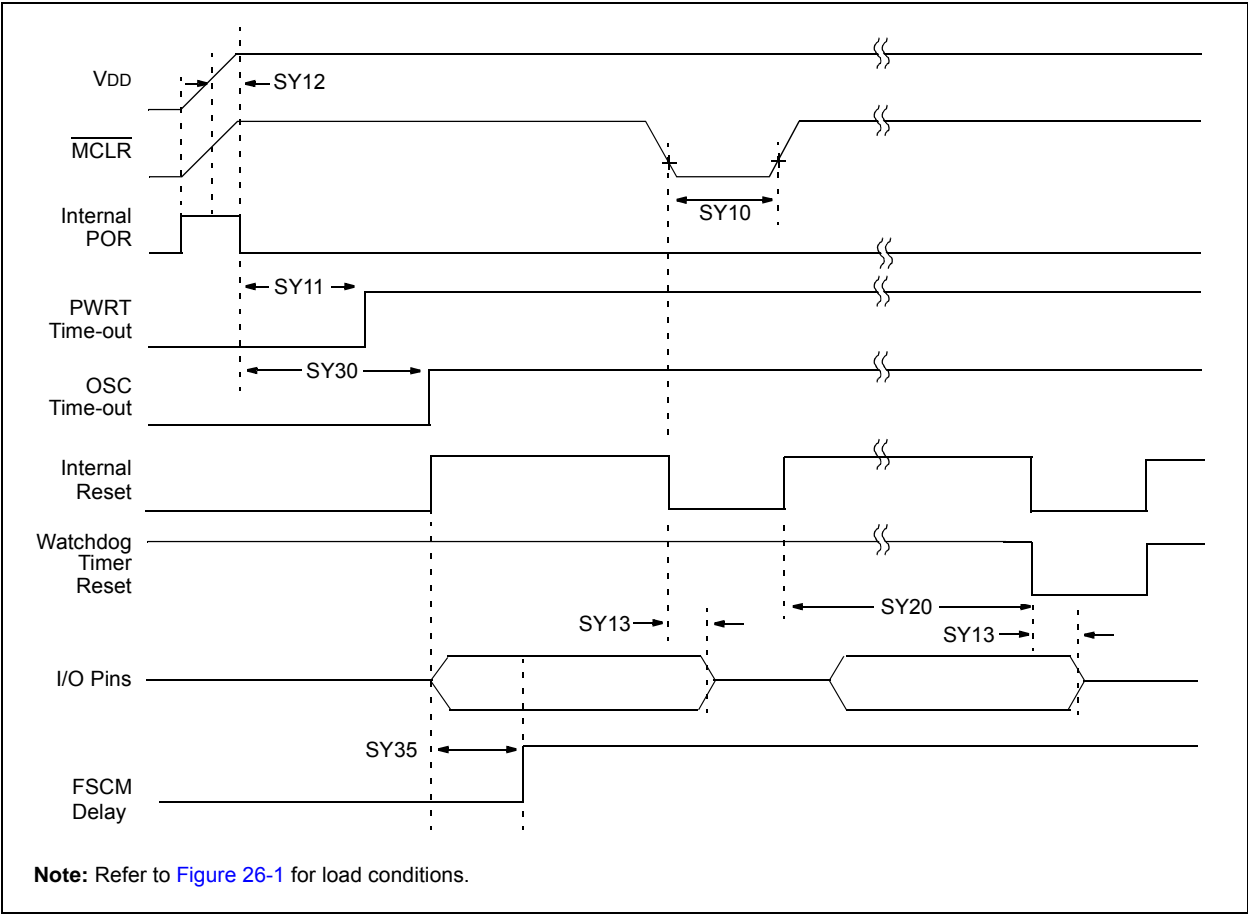 VDD
SY12
MCLR
SY10
Internal
POR
SY11
PWRT
Time-out
SY30
OSC
Time-out
Internal
Reset
Watchdog
Timer
Reset
SY20
SY13
SY13
I/O Pins
SY35
FSCM
Delay
Note: Refer to Figure 26-1 for load conditions.